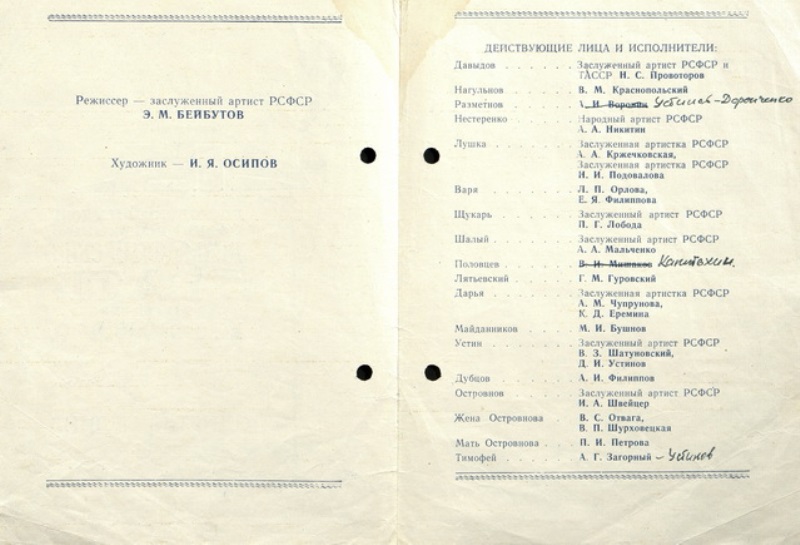 Режиссер — заслуженный артист РСФСР
Э. М. БЕЙБУТОВ
Художник — И. Я. ОСИПОВ
ДЕЙСТВУЮЩИЕ ЛИЦА И ИСПОЛНИТЕЛИ:
Давыдов . . . . . . . Заслуженный артист РСФСР и
ТАССР Н. С. Провоторов
Нагульнов . . . . . . В. М. Краснопольский
Разметнов . . . . . И. Ворожин
Нестеренко . . . . . Народный артист РСФСР
А. А. Никитин
Лушка . . . . . . . Заслуженная артистка РСФСР
А. А. Кржечковская,
Заслуженная артистка РСФСР
Н. И. Подовалова
Варя . . . . . . . . Л. П. Орлова,
Е. Я. Филиппова
Щукарь . . . . . . . Заслуженный артист РСФСР
П. Г. Лобода
Шалый . . . . . . . Заслуженный артист РСФСР
А. А. Мальченко
Половцев . . . . . . В. И.
Лятьевский . . . . . Г. М. Гуровский
Дарья . . . . . . . Заслуженная артистка РСФСР
А. М. Чупрунова,
К. Д. Еремина
Майданников . . . . М. И. Бушнов
Устин . . . . . . . Заслуженный артист РСФСР
В. З. Шатуновский,
Д. И. Устинов
Дубцов . . . . . . . А. И. Филиппов
Островнов . . . . . Заслуженный артист РСФСР
И. А. Швейцер
Жена Островнова . . В. С. Отвага,
В. П. Шурховецкая
Мать Островнова . . П. И. Петрова
Тимофей . . . . . . А. Г. Загорный –